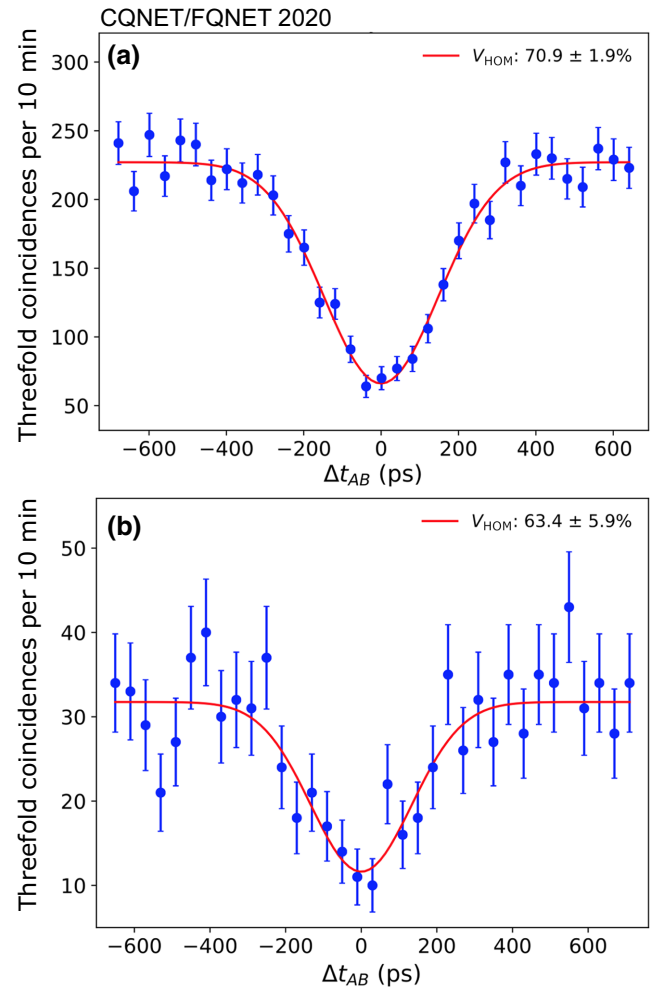 CQNET/FQNET 2020
(a)
V_HOM: 70.9 ± 1.9%
Threefold coincidences per 10 min
300
250
200
150
100
50
−600 −400 −200 0 200 400 600
Δt_AB (ps)
(b)
V_HOM: 63.4 ± 5.9%
Threefold coincidences per 10 min
50
40
30
20
10
−600 −400 −200 0 200 400 600
Δt_AB (ps)